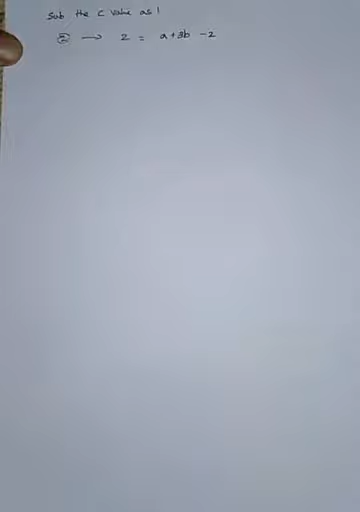 Sub the c value as 1
② → 2 = a + 3b - 2